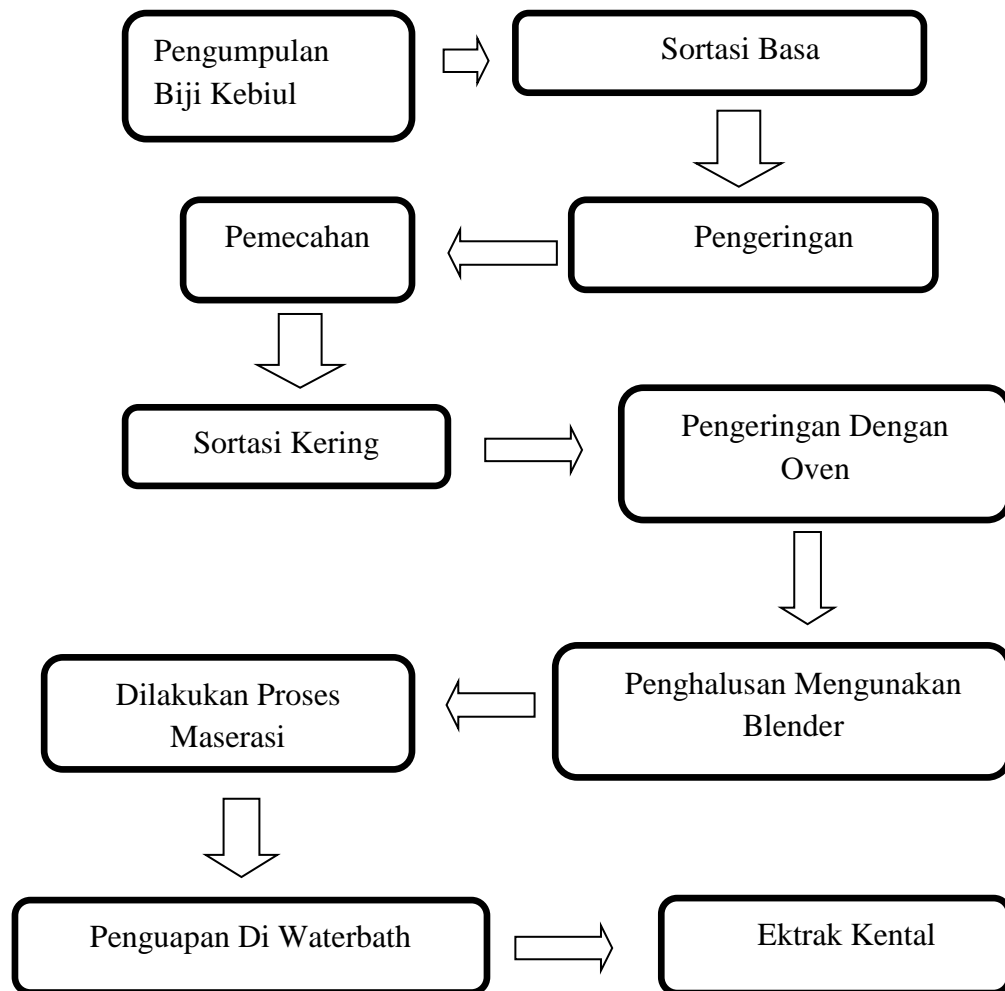 Pengumpulan
Biji Kebiul
Sortasi Basa
Pengeringan
Pemecahan
Sortasi Kering
Pengeringan Dengan
Oven
Penghalusan Mengunakan
Blender
Dilakukan Proses
Maserasi
Penguapan Di Waterbath
Ektrak Kental